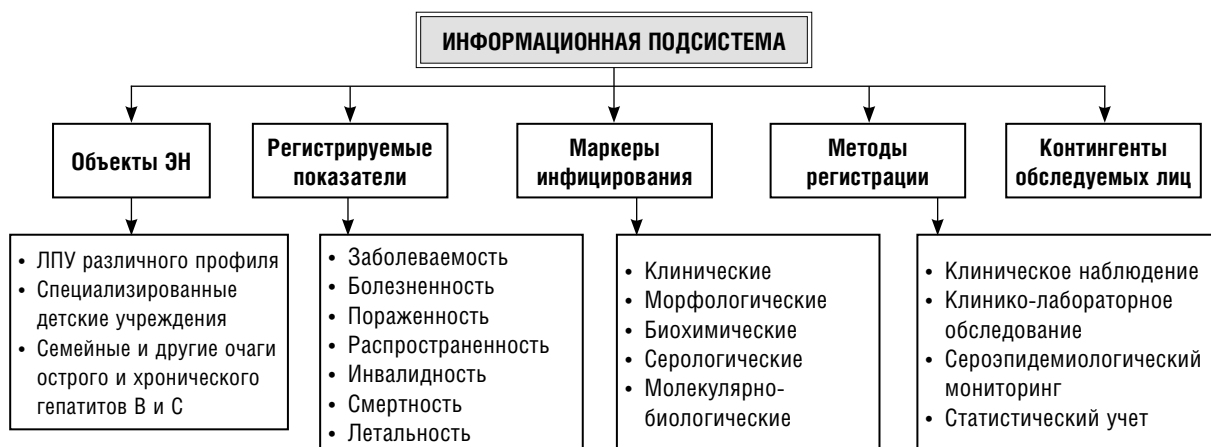 ИНФОРМАЦИОННАЯ ПОДСИСТЕМА
Объекты ЭН
Регистрируемые
показатели
Маркеры
инфицирования
Методы
регистрации
Контингенты
обследуемых лиц
• ЛПУ различного профиля
• Специализированные
детские учреждения
• Семейные и другие очаги
острого и хронического
гепатитов В и С
• Заболеваемость
• Болезненность
• Пораженность
• Распространенность
• Инвалидность
• Смертность
• Летальность
• Клинические
• Морфологические
• Биохимические
• Серологические
• Молекулярно-
биологические
• Клиническое наблюдение
• Клинико-лабораторное
обследование
• Сероэпидемиологический
мониторинг
• Статистический учет